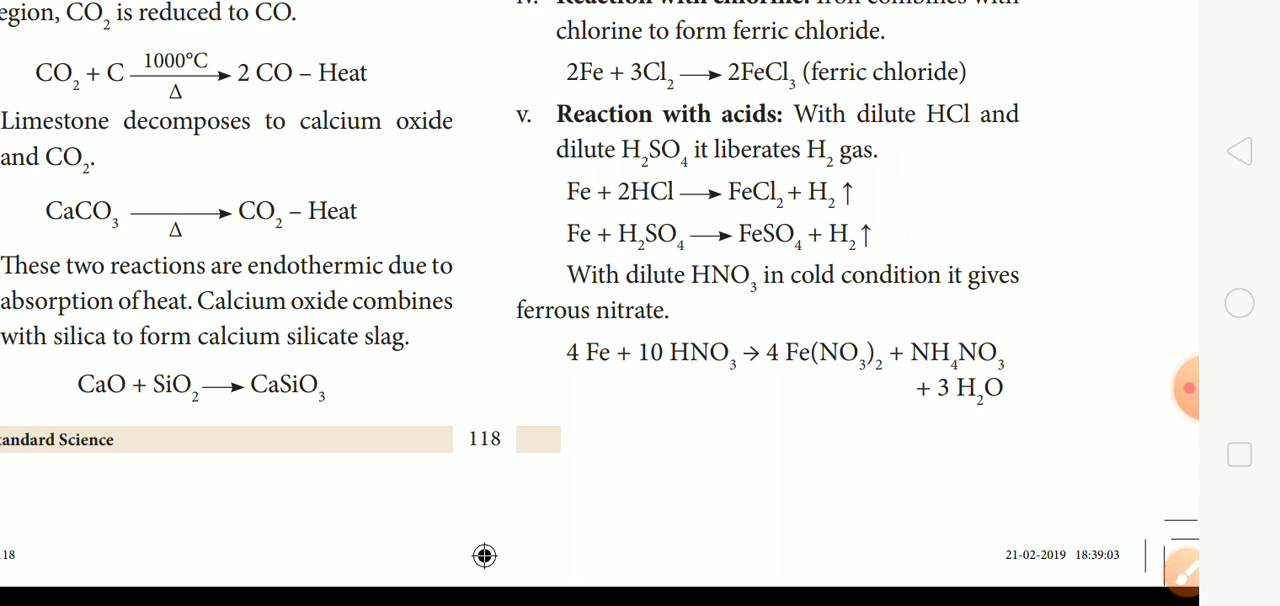 egion, CO₂ is reduced to CO.
CO₂ + C 1000°C → Δ 2 CO – Heat
Limestone decomposes to calcium oxide
and CO₂.
CaCO₃ → Δ CO₂ – Heat
These two reactions are endothermic due to
absorption of heat. Calcium oxide combines
with silica to form calcium silicate slag.
CaO + SiO₂ → CaSiO₃
chlorine to form ferric chloride.
2Fe + 3Cl₂ → 2FeCl₃ (ferric chloride)
v. Reaction with acids: With dilute HCl and
dilute H₂SO₄ it liberates H₂ gas.
Fe + 2HCl → FeCl₂ + H₂ ↑
Fe + H₂SO₄ → FeSO₄ + H₂ ↑
With dilute HNO₃ in cold condition it gives
ferrous nitrate.
4 Fe + 10 HNO₃ → 4 Fe(NO₃)₂ + NH₄NO₃
+ 3 H₂O
tandard Science 118
18 21-02-2019 18:39:03